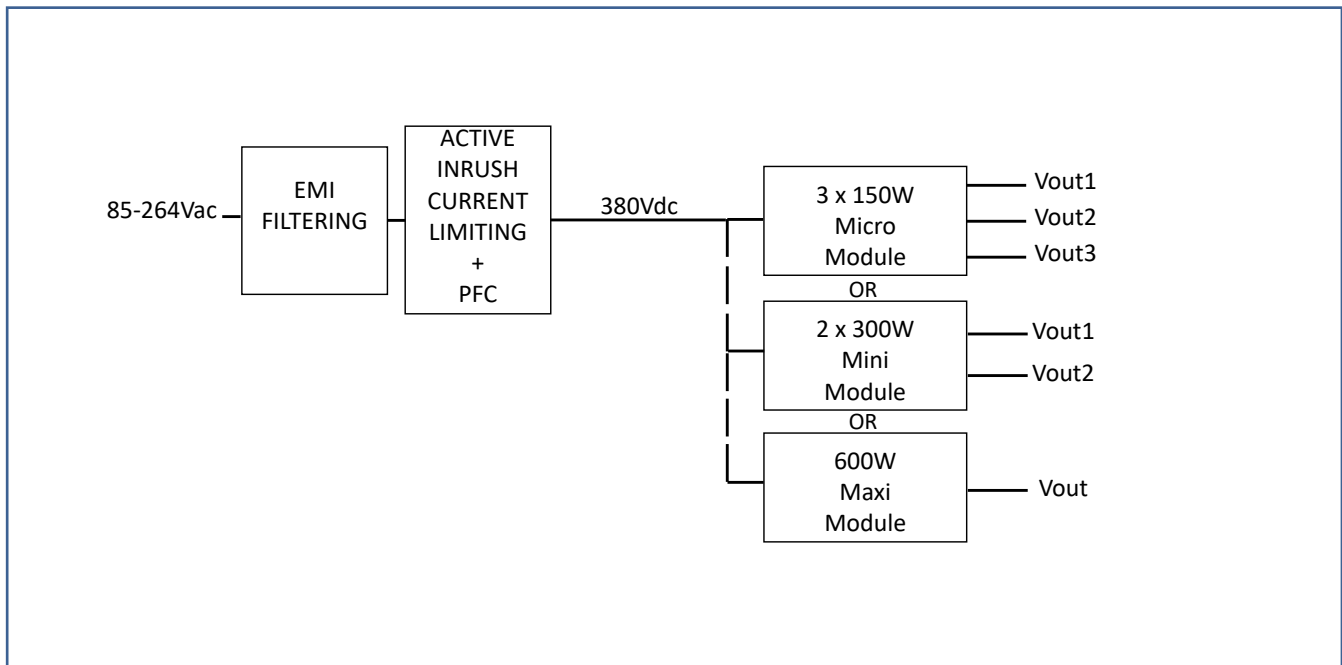 85-264Vac
EMI
FILTERING
ACTIVE
INRUSH
CURRENT
LIMITING
+
PFC
380Vdc
3 x 150W
Micro
Module
Vout1
Vout2
Vout3
OR
2 x 300W
Mini
Module
Vout1
Vout2
OR
600W
Maxi
Module
Vout